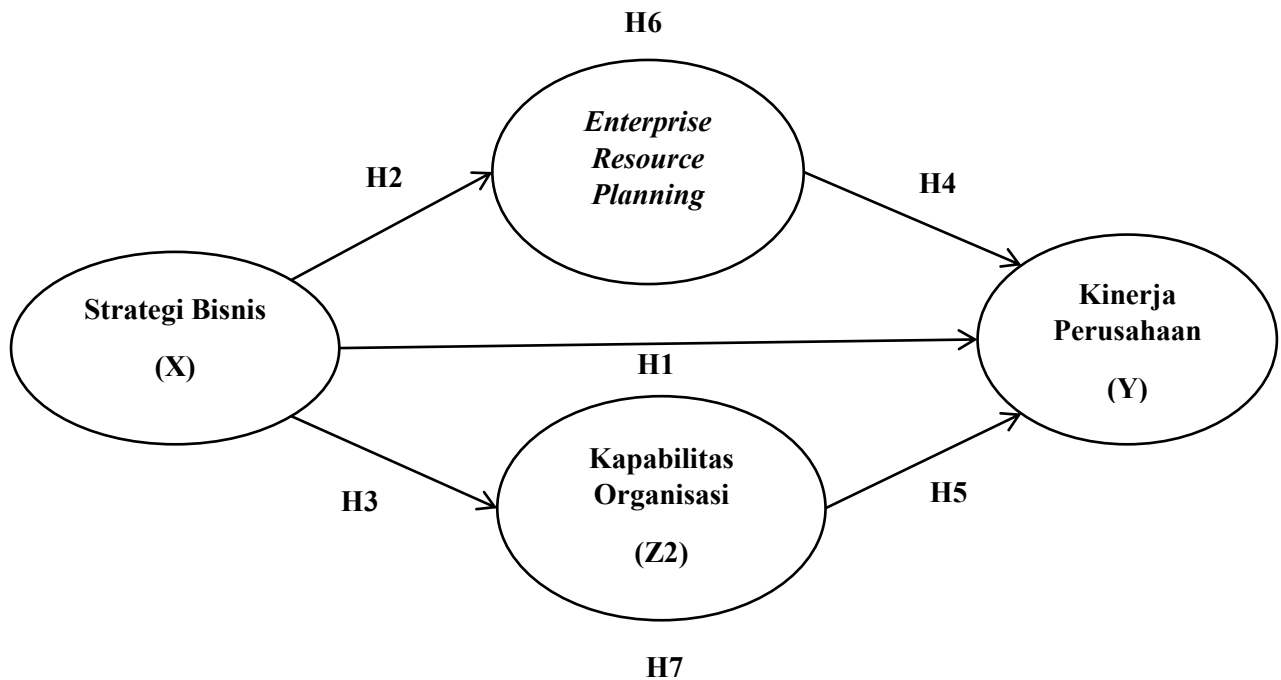 H6
Enterprise
Resource
Planning
H2
H4
Strategi Bisnis
(X)
Kinerja
Perusahaan
(Y)
H1
Kapabilitas
Organisasi
(Z2)
H3
H5
H7